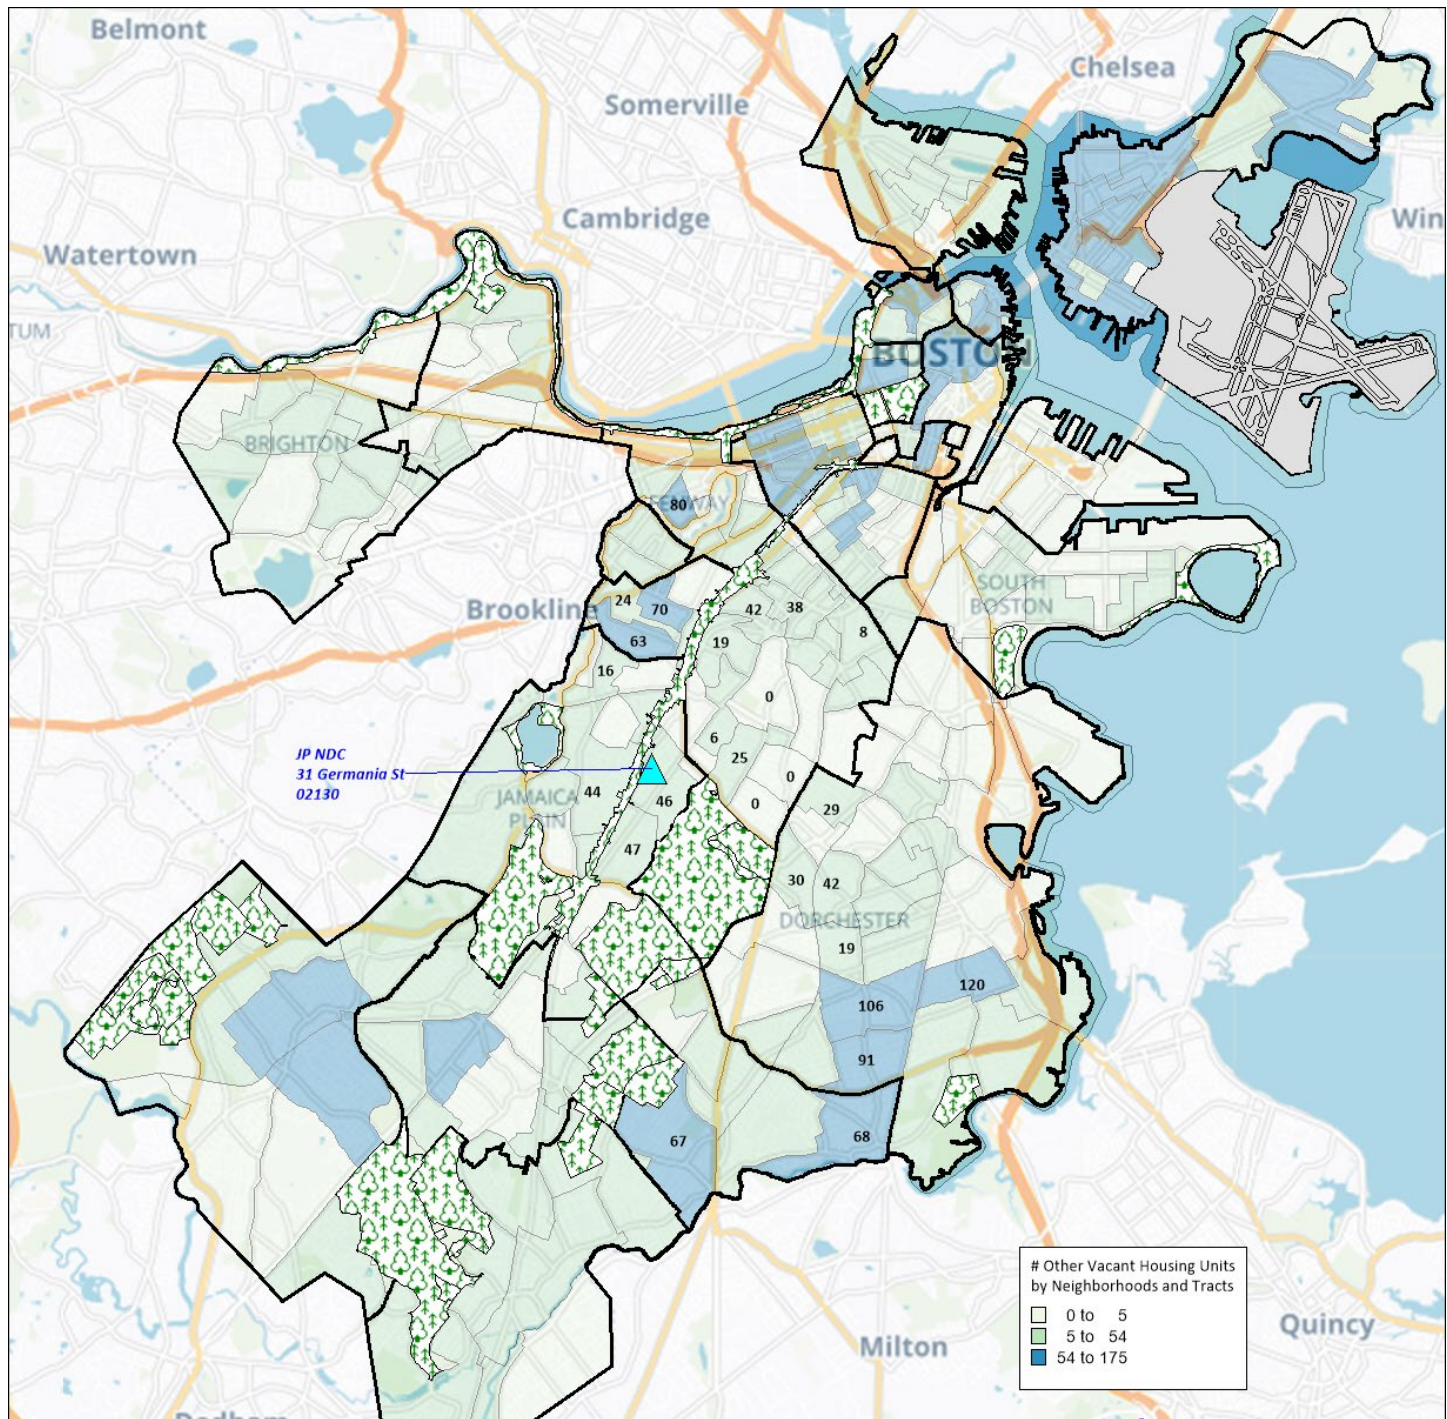 Belmont
Chelsea
Somerville
Cambridge
Win
Watertown
TUM
BOSTON
BRIGHTON
FENWAY
80
SOUTH
BOSTON
Brookline
24
70
42
38
63
19
8
16
0
6
25
JP NDC
31 Germania St
02130
0
44
46
0
29
JAMAICA
PLAIN
47
30
42
DORCHESTER
19
120
106
91
67
68
# Other Vacant Housing Units
by Neighborhoods and Tracts
0 to 5
5 to 54
54 to 175
Quincy
Milton
Dedham